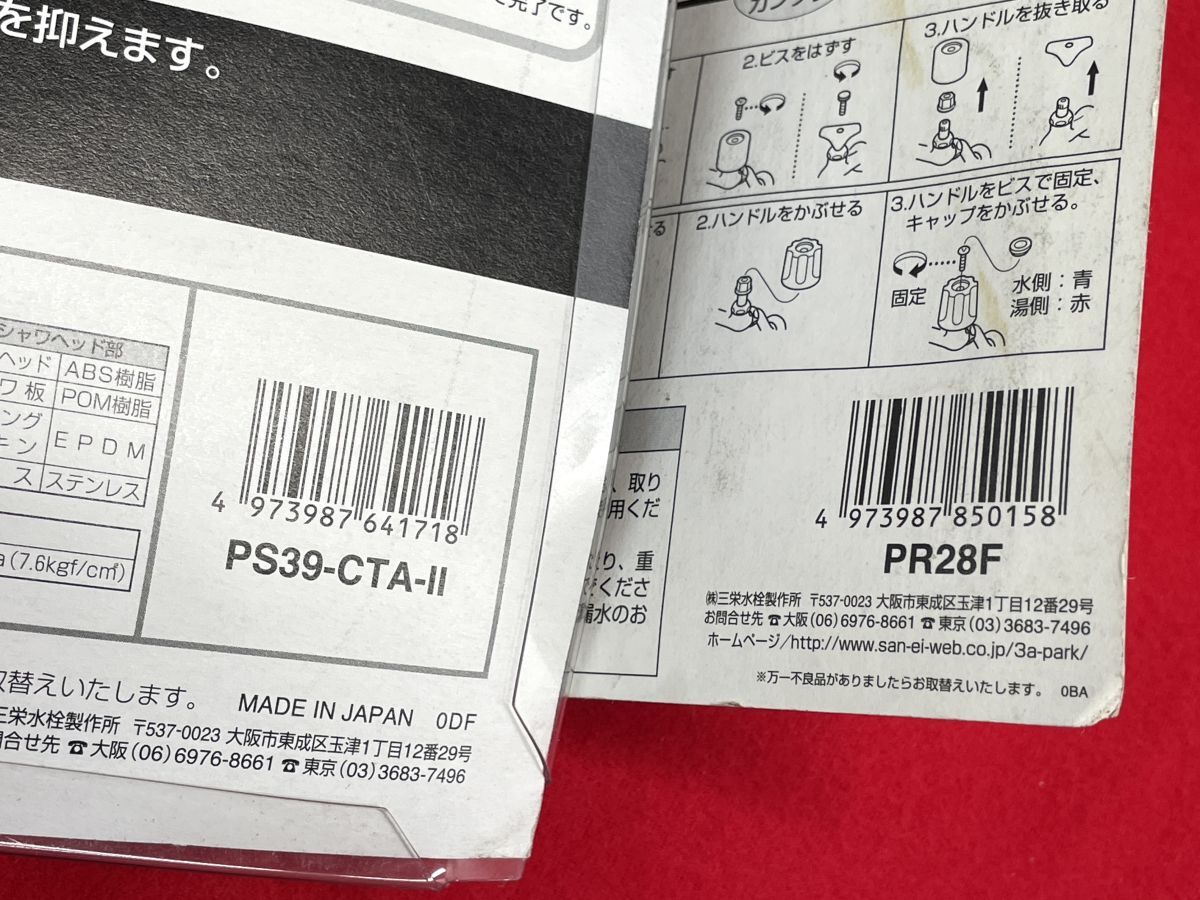 完了です。
を抑えます。
シャワヘッド部
ヘッド ABS樹脂
ワ板 POM樹脂
ング
キン EPDM
ス ステンレス
a(7.6kgf/cm²)
4 973987 641718
PS39-CTA-II
替えいたします。 MADE IN JAPAN 0DF
三栄水栓製作所 〒537-0023 大阪市東成区玉津1丁目12番29号
問合せ先 ☎大阪(06)6976-8661 ☎東京(03)3683-7496
2.ビスをはずす
3.ハンドルを抜き取る
る
2.ハンドルをかぶせる
3.ハンドルをビスで固定、
キャップをかぶせる。
固定
水側：青
湯側：赤
、取り
用くだ
り、重
くださ
漏水のお
4 973987 850158
PR28F
㈱三栄水栓製作所 〒537-0023 大阪市東成区玉津1丁目12番29号
お問合せ先 ☎大阪(06)6976-8661 ☎東京(03)3683-7496
ホームページ/http://www.san-ei-web.co.jp/3a-park/
※万一不良品がありましたらお取替えいたします。 0BA